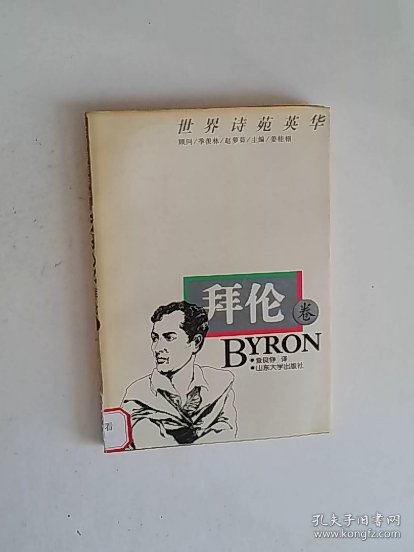 世界诗苑英华
顾问/季羡林/赵萝蕤/主编/姜桂栩
拜伦卷
BYRON
●查良铮 译
●山东大学出版社
看
孔夫子旧书网
www.kongfz.com